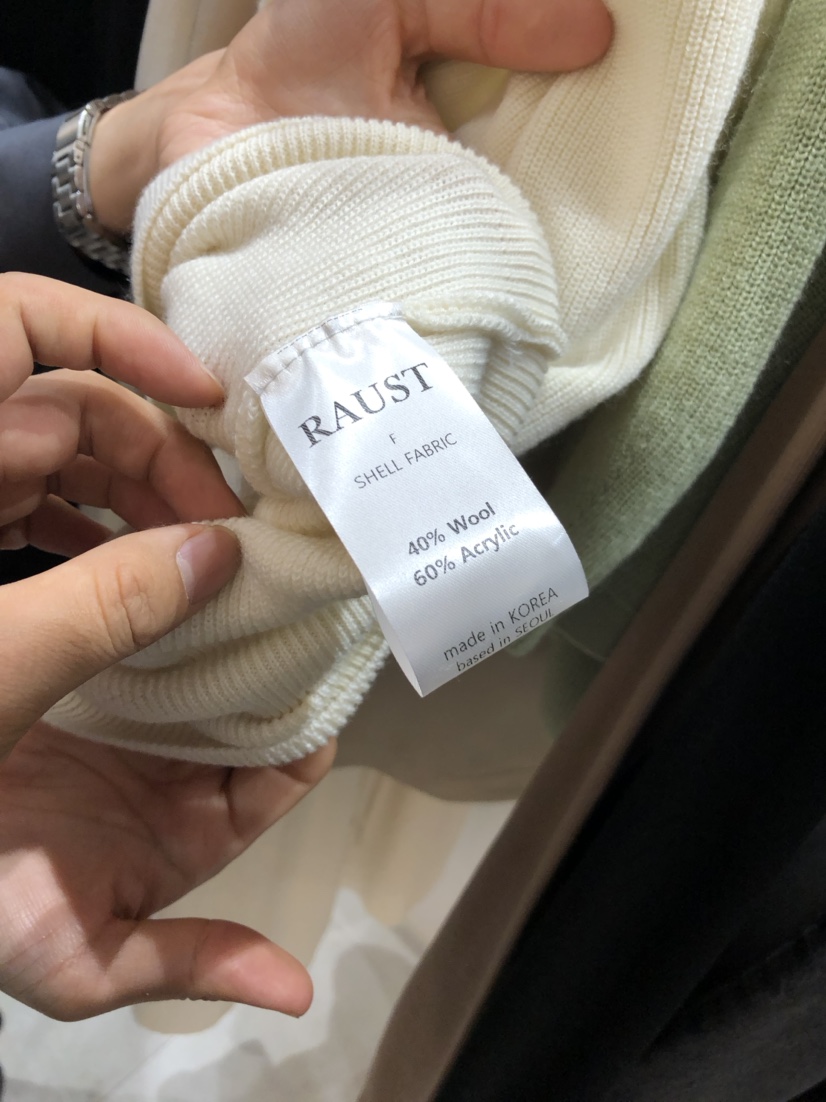 RAUST
F
SHELL FABRIC
40% Wool
60% Acrylic
made in KOREA
based in SEOUL